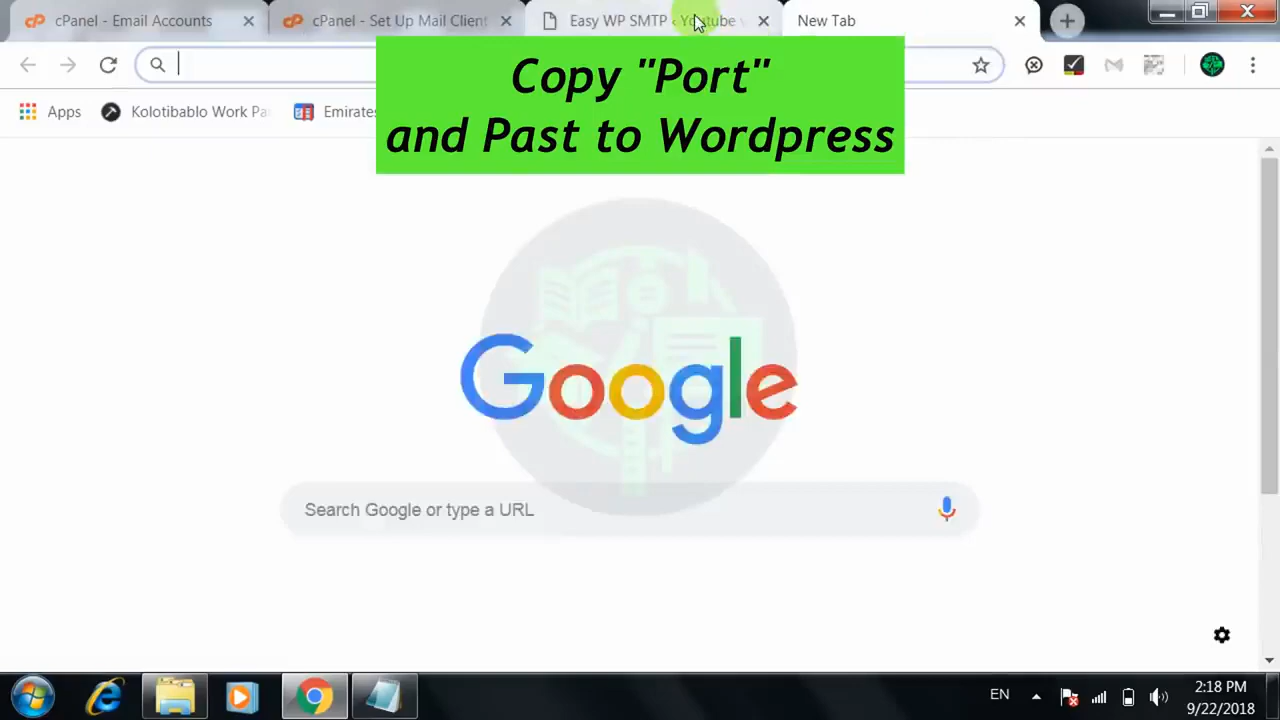 cPanel - Email Accounts
cPanel - Set Up Mail Client
Easy WP SMTP ‹ Youtube
New Tab
Copy "Port"
and Past to Wordpress
Apps
Kolotibablo Work Pa
Emirates
Google
Search Google or type a URL
EN
2:18 PM
9/22/2018